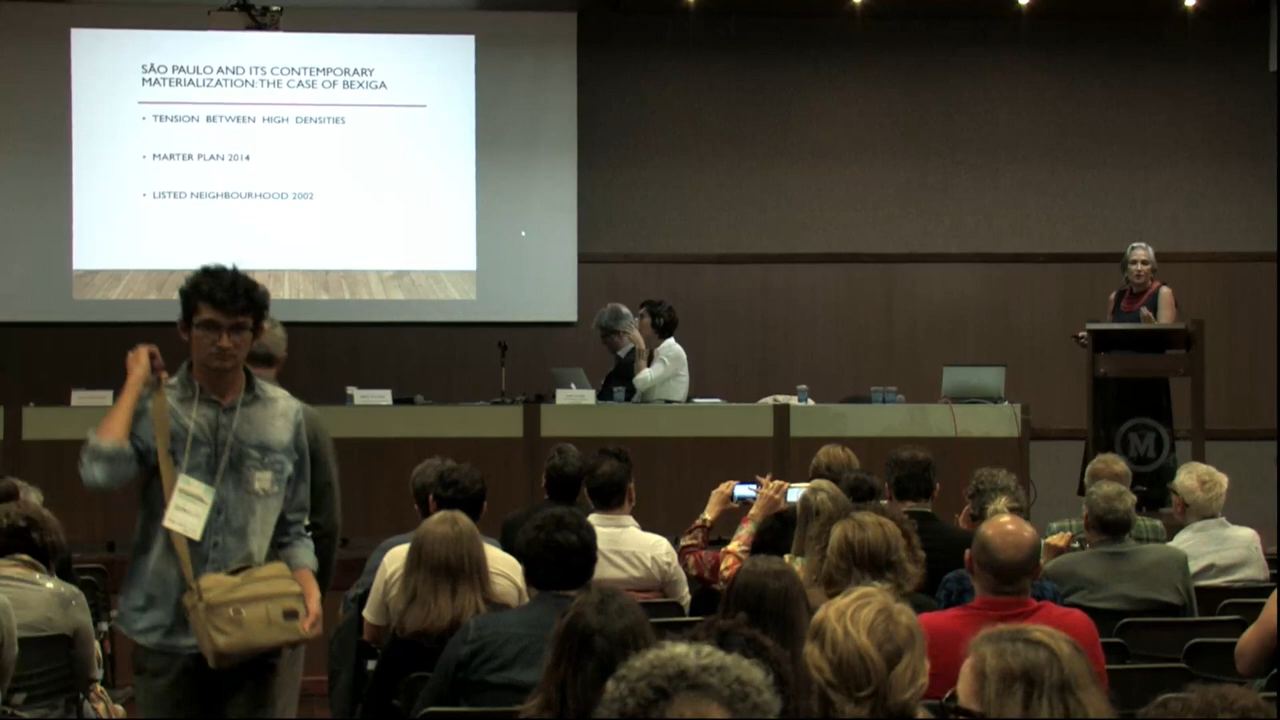 SÃO PAULO AND ITS CONTEMPORARY
MATERIALIZATION: THE CASE OF BEXIGA
• TENSION BETWEEN HIGH DENSITIES
• MARTER PLAN 2014
• LISTED NEIGHBOURHOOD 2002
M